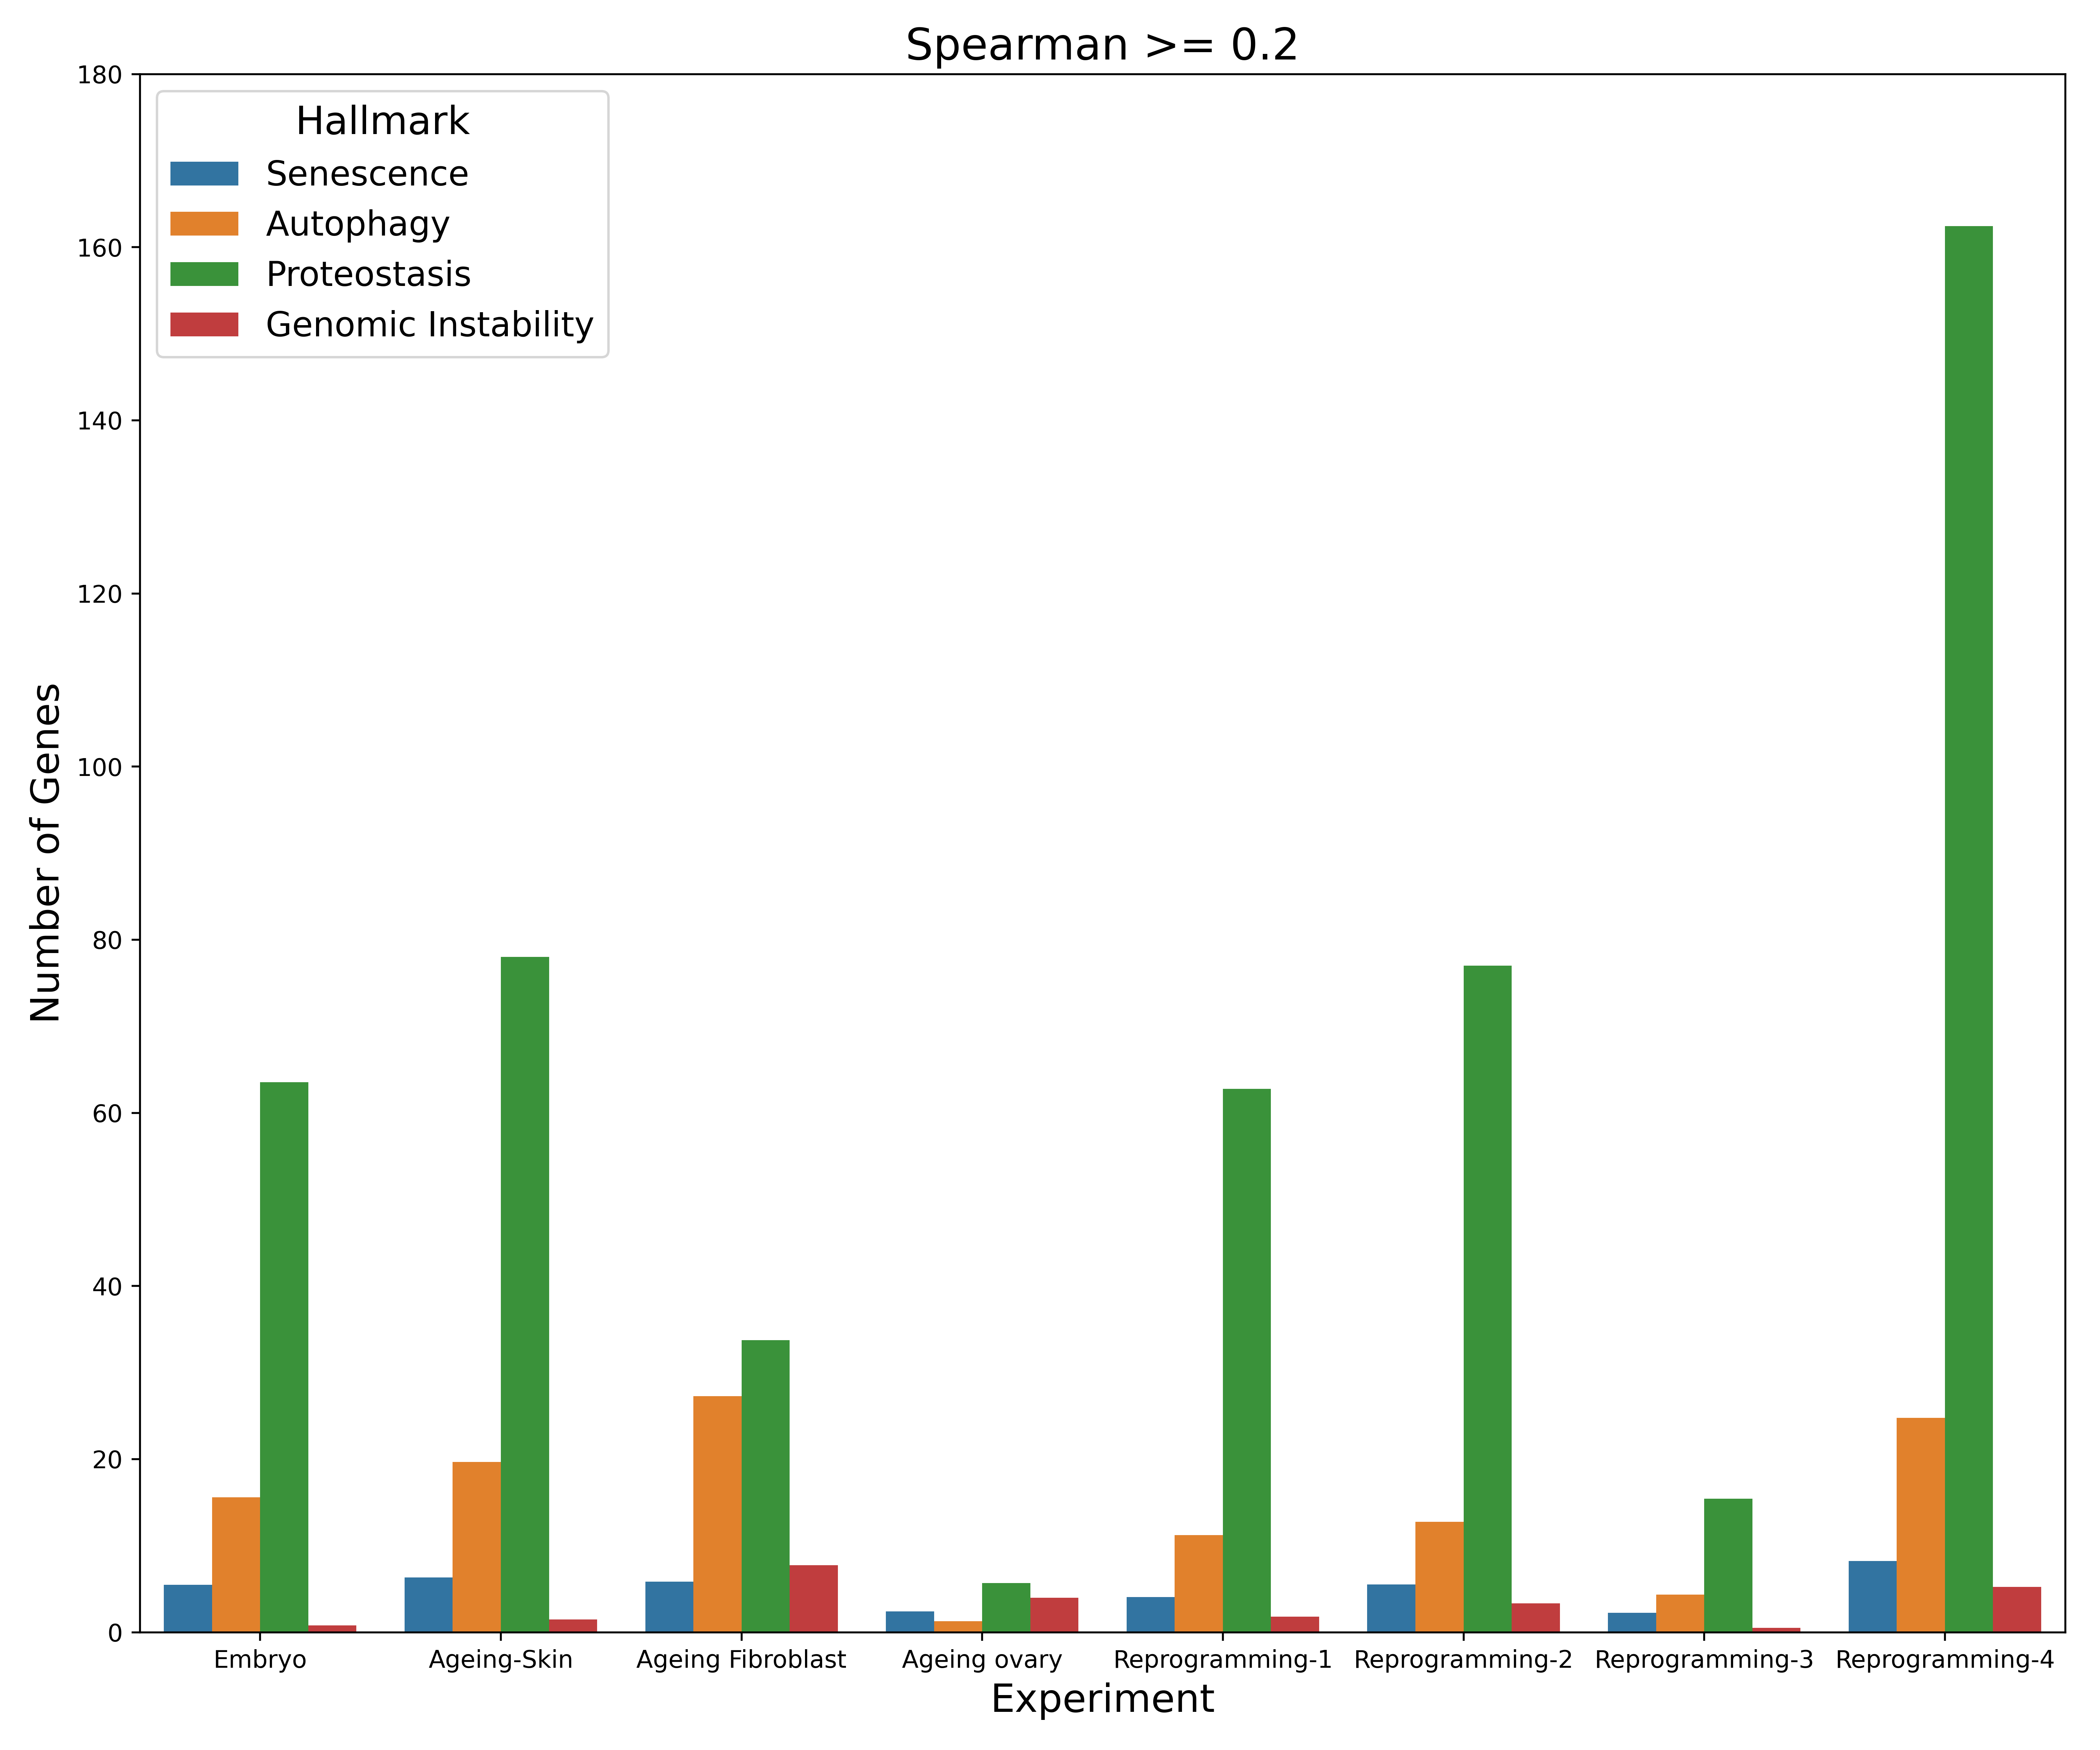 Spearman >= 0.2
Hallmark
Senescence
Autophagy
Proteostasis
Genomic Instability
Number of Genes
180
160
140
120
100
80
60
40
20
0
Embryo Ageing-Skin Ageing Fibroblast Ageing ovary Reprogramming-1 Reprogramming-2 Reprogramming-3 Reprogramming-4
Experiment